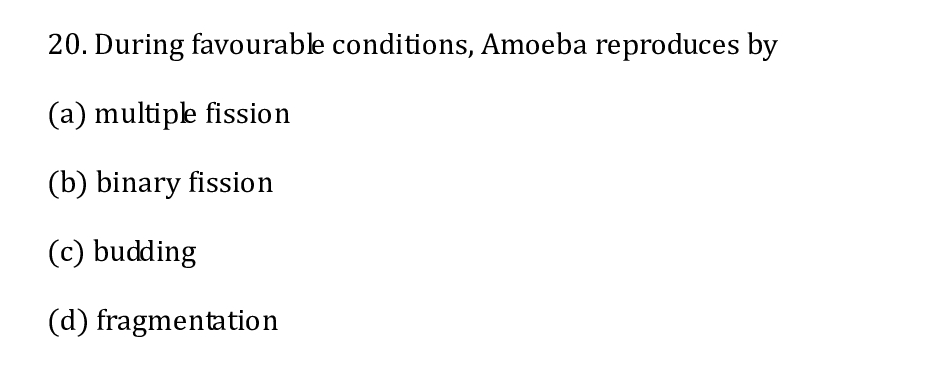 20. During favourable conditions, Amoeba reproduces by
(a) multiple fission
(b) binary fission
(c) budding
(d) fragmentation